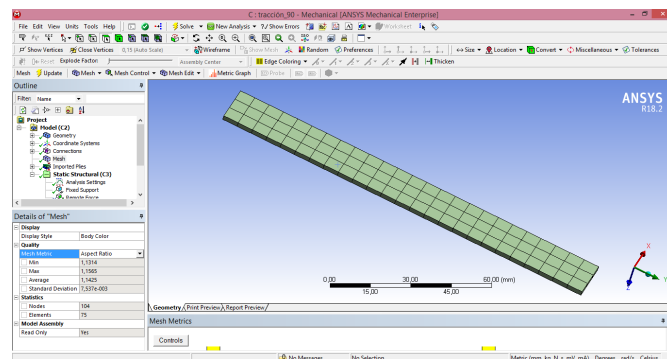 C : tracción_90 - Mechanical [ANSYS Mechanical Enterprise]
File Edit View Units Tools Help Solve New Analysis Show Errors Worksheet
Show Vertices Close Vertices 0,15 (Auto Scale) Wireframe Show Mesh Random Preferences Size Location Convert Miscellaneous Tolerances
Reset Explode Factor: Assembly Center Edge Coloring Thicken
Mesh Update Mesh Mesh Control Mesh Edit Metric Graph Probe
Outline
Filter: Name
Project
Model (C2)
Geometry
Coordinate Systems
Connections
Mesh
Imported Plies
Static Structural (C3)
Analysis Settings
Fixed Support
Remote Force
Details of "Mesh"
Display
Display Style Body Color
Quality
Mesh Metric Aspect Ratio
Min 1,1314
Max 1,1565
Average 1,1425
Standard Deviation 7,537e-003
Statistics
Nodes 104
Elements 75
Model Assembly
Read Only Yes
ANSYS
R18.2
0,00 30,00 60,00 (mm)
15,00 45,00
X
Y
Z
Geometry Print Preview Report Preview
Mesh Metrics
Controls
No Messages No Selection Metric (mm, kg, N, s, mV, mA) Degrees rad/s Celsius